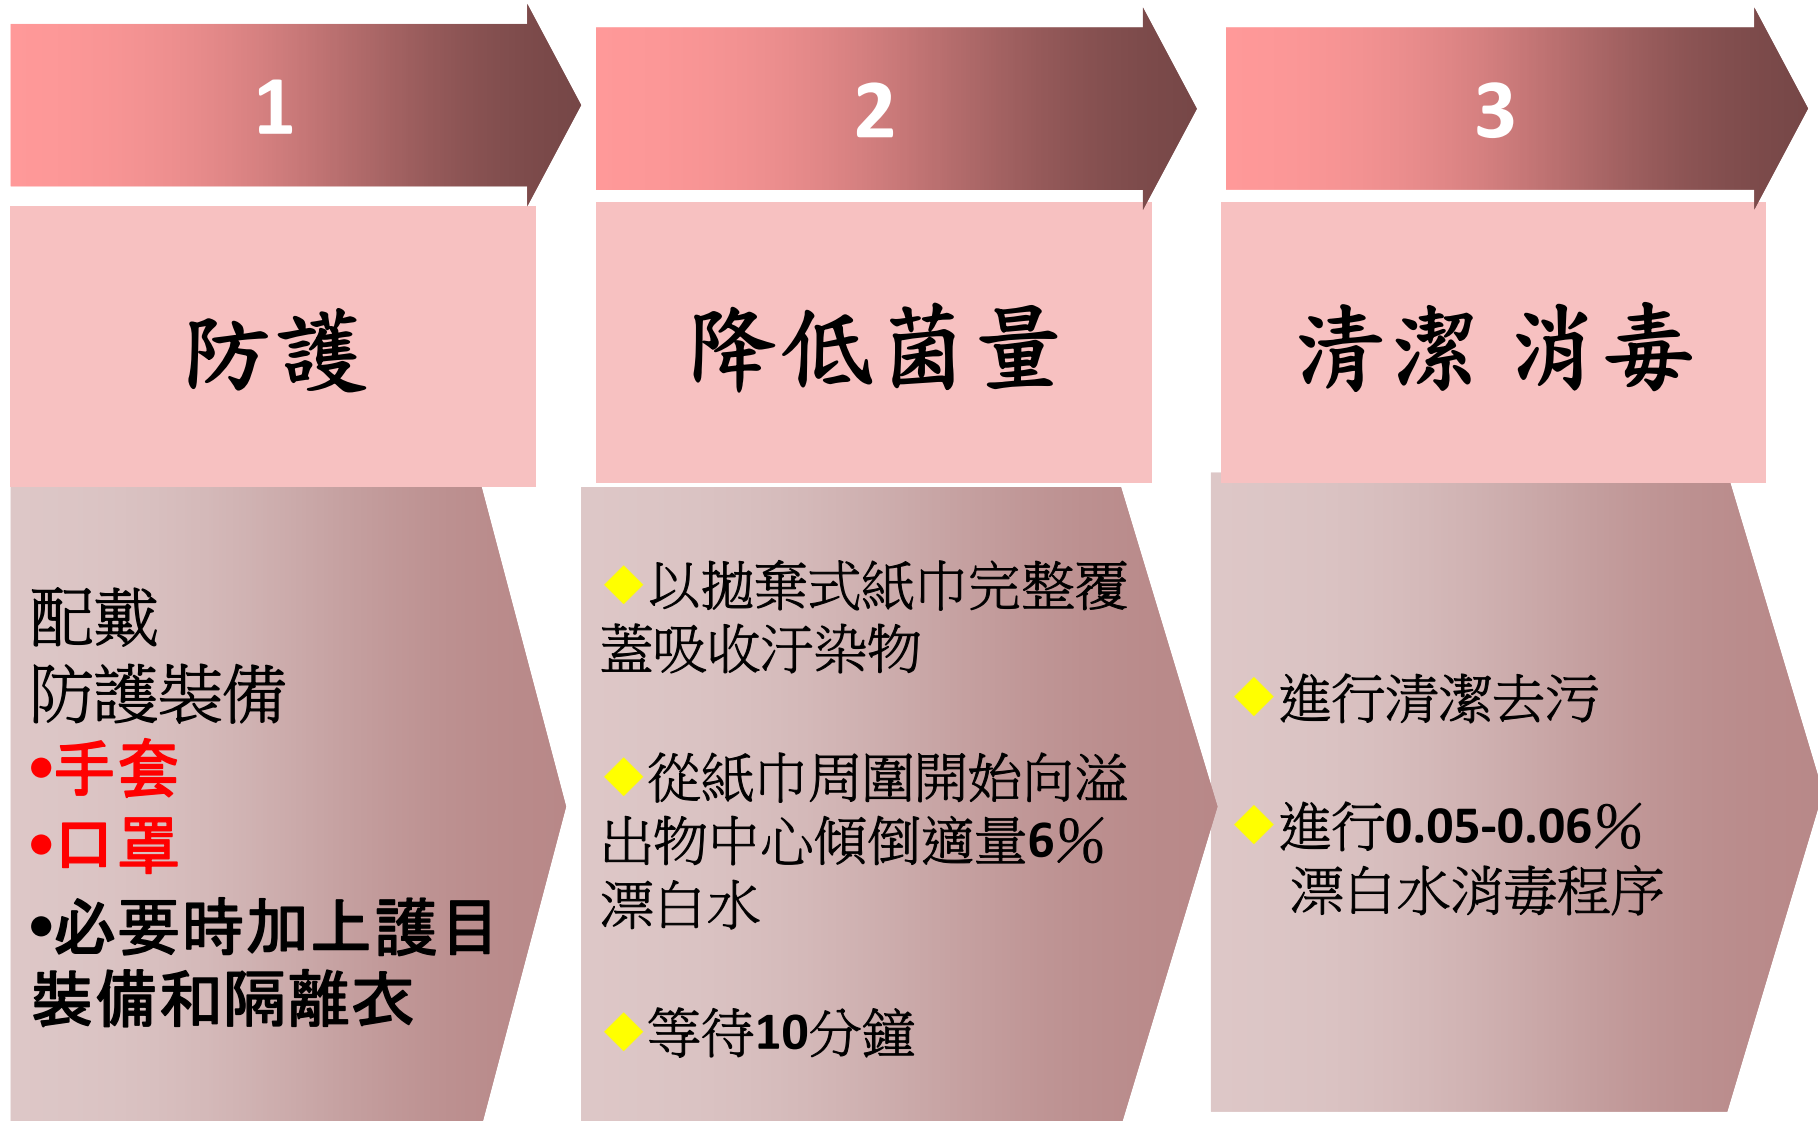 1
防護
配戴
防護裝備
•手套
•口罩
•必要時加上護目
裝備和隔離衣
2
降低菌量
◆以拋棄式紙巾完整覆
蓋吸收汙染物
◆從紙巾周圍開始向溢
出物中心傾倒適量6%
漂白水
◆等待10分鐘
3
清潔 消毒
◆進行清潔去污
◆進行0.05-0.06%
漂白水消毒程序